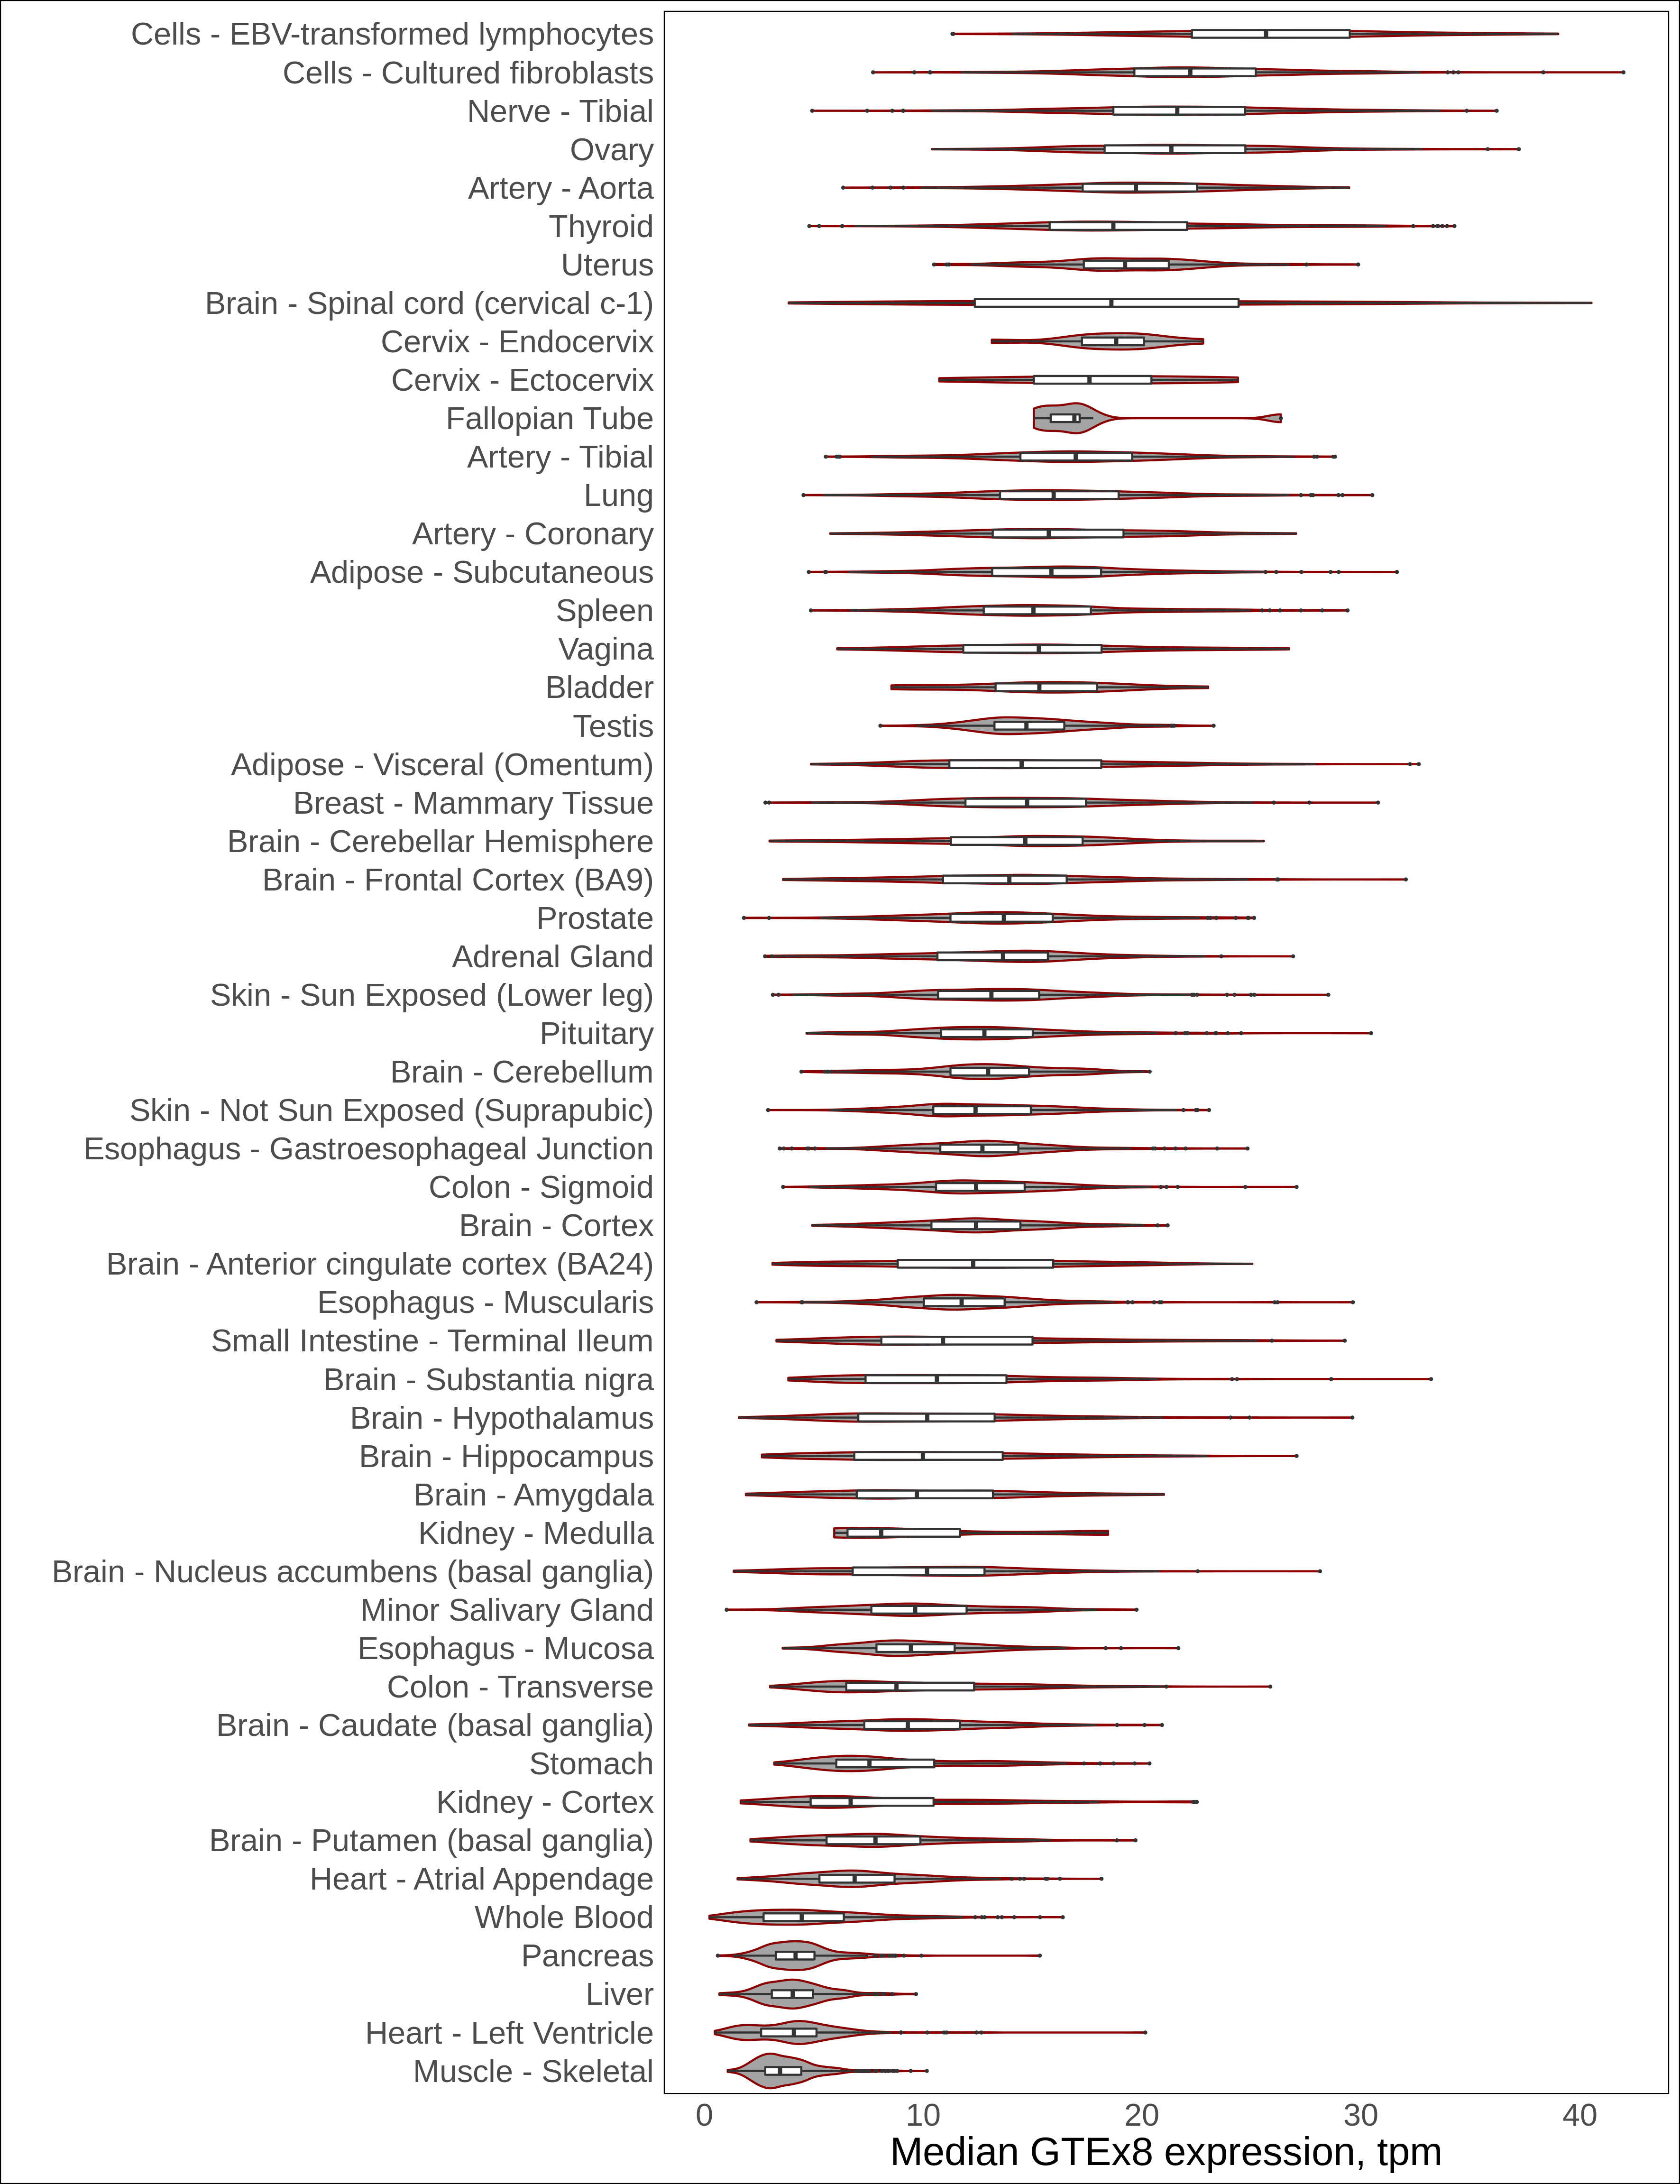 Cells - EBV-transformed lymphocytes
Cells - Cultured fibroblasts
Nerve - Tibial
Ovary
Artery - Aorta
Thyroid
Uterus
Brain - Spinal cord (cervical c-1)
Cervix - Endocervix
Cervix - Ectocervix
Fallopian Tube
Artery - Tibial
Lung
Artery - Coronary
Adipose - Subcutaneous
Spleen
Vagina
Bladder
Testis
Adipose - Visceral (Omentum)
Breast - Mammary Tissue
Brain - Cerebellar Hemisphere
Brain - Frontal Cortex (BA9)
Prostate
Adrenal Gland
Skin - Sun Exposed (Lower leg)
Pituitary
Brain - Cerebellum
Skin - Not Sun Exposed (Suprapubic)
Esophagus - Gastroesophageal Junction
Colon - Sigmoid
Brain - Cortex
Brain - Anterior cingulate cortex (BA24)
Esophagus - Muscularis
Small Intestine - Terminal Ileum
Brain - Substantia nigra
Brain - Hypothalamus
Brain - Hippocampus
Brain - Amygdala
Kidney - Medulla
Brain - Nucleus accumbens (basal ganglia)
Minor Salivary Gland
Esophagus - Mucosa
Colon - Transverse
Brain - Caudate (basal ganglia)
Stomach
Kidney - Cortex
Brain - Putamen (basal ganglia)
Heart - Atrial Appendage
Whole Blood
Pancreas
Liver
Heart - Left Ventricle
Muscle - Skeletal
0 10 20 30 40
Median GTEx8 expression, tpm